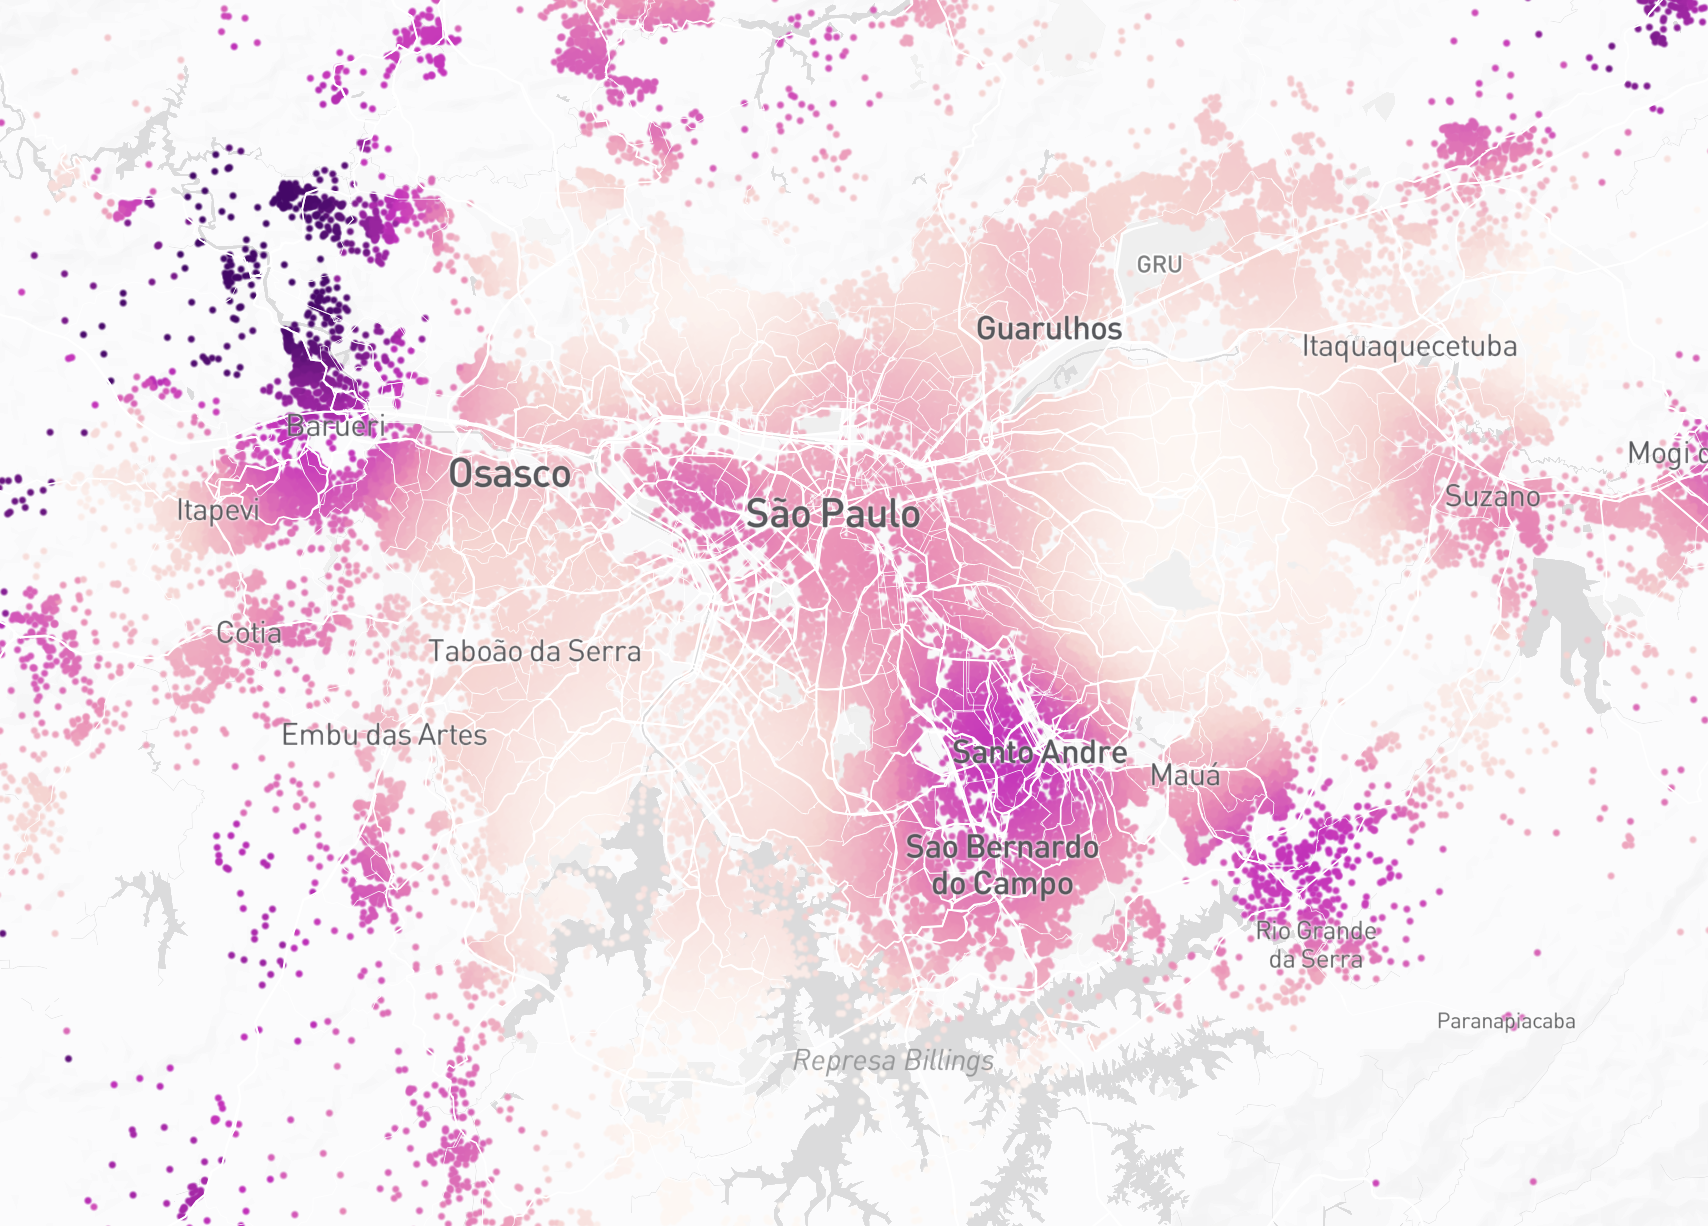 GRU
Guarulhos
Itaquaquecetuba
Barueri
Mogi
Osasco
Suzano
Itapevi
São Paulo
Cotia
Taboão da Serra
Embu das Artes
Santo Andre
Mauá
Sao Bernardo
do Campo
Rio Grande
da Serra
Paranapiacaba
Represa Billings